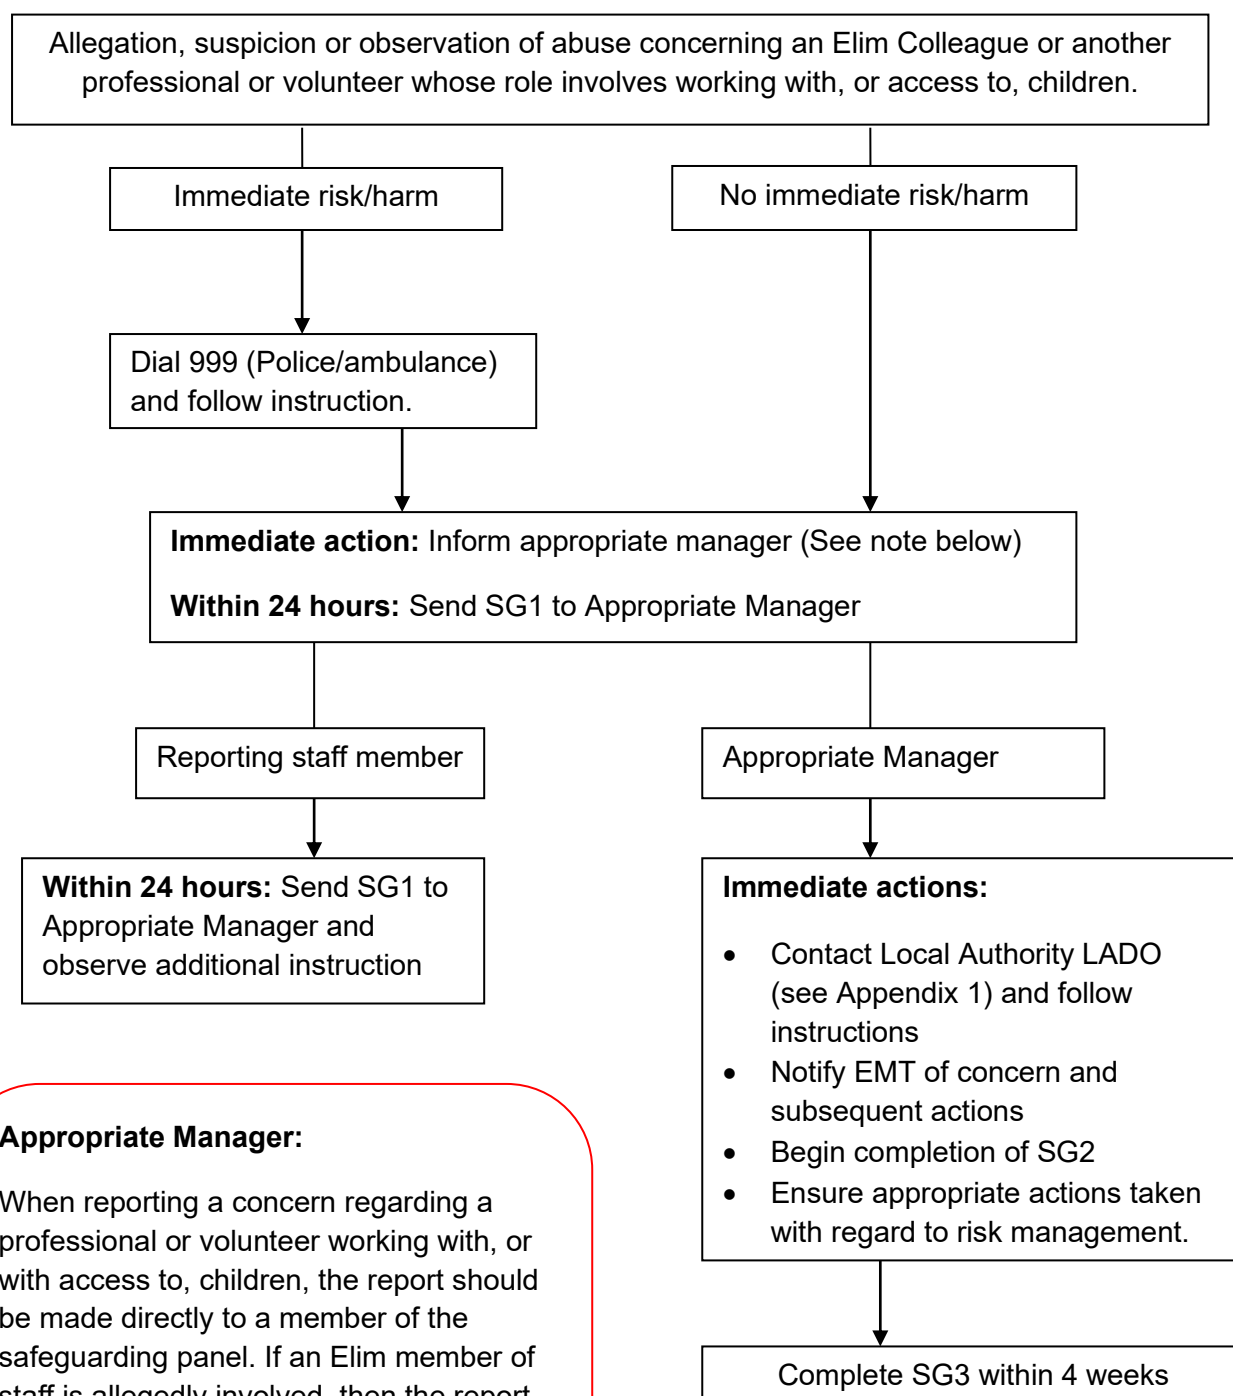 Allegation, suspicion or observation of abuse concerning an Elim Colleague or another
professional or volunteer whose role involves working with, or access to, children.
Immediate risk/harm
No immediate risk/harm
Dial 999 (Police/ambulance)
and follow instruction.
Immediate action: Inform appropriate manager (See note below)
Within 24 hours: Send SG1 to Appropriate Manager
Reporting staff member
Appropriate Manager
Within 24 hours: Send SG1 to
Appropriate Manager and
observe additional instruction
Immediate actions:
• Contact Local Authority LADO
(see Appendix 1) and follow
instructions
• Notify EMT of concern and
subsequent actions
• Begin completion of SG2
• Ensure appropriate actions taken
with regard to risk management.
Appropriate Manager:
When reporting a concern regarding a
professional or volunteer working with, or
with access to, children, the report should
be made directly to a member of the
safeguarding panel. If an Elim member of
staff is allegedly involved, then the report
Complete SG3 within 4 weeks